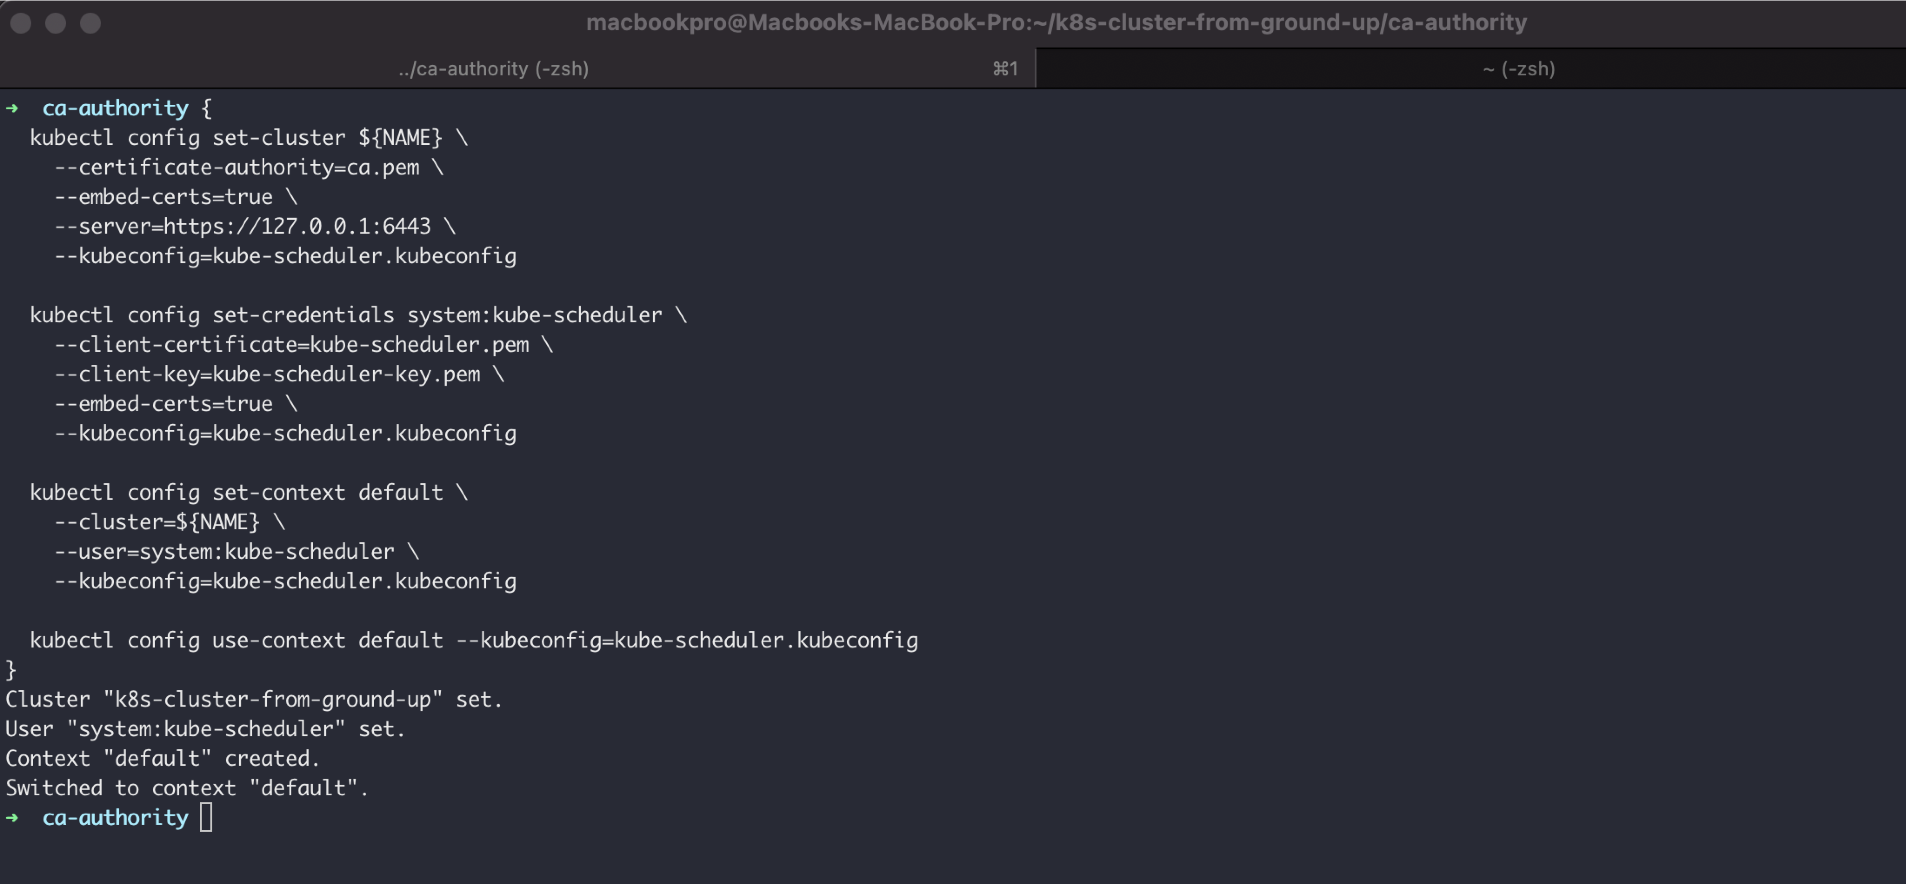 macbookpro@Macbooks-MacBook-Pro:~/k8s-cluster-from-ground-up/ca-authority
../ca-authority (-zsh) ⌘1 ~ (-zsh)
➜ ca-authority {
  kubectl config set-cluster ${NAME} \
    --certificate-authority=ca.pem \
    --embed-certs=true \
    --server=https://127.0.0.1:6443 \
    --kubeconfig=kube-scheduler.kubeconfig

  kubectl config set-credentials system:kube-scheduler \
    --client-certificate=kube-scheduler.pem \
    --client-key=kube-scheduler-key.pem \
    --embed-certs=true \
    --kubeconfig=kube-scheduler.kubeconfig

  kubectl config set-context default \
    --cluster=${NAME} \
    --user=system:kube-scheduler \
    --kubeconfig=kube-scheduler.kubeconfig

  kubectl config use-context default --kubeconfig=kube-scheduler.kubeconfig
}
Cluster "k8s-cluster-from-ground-up" set.
User "system:kube-scheduler" set.
Context "default" created.
Switched to context "default".
➜ ca-authority